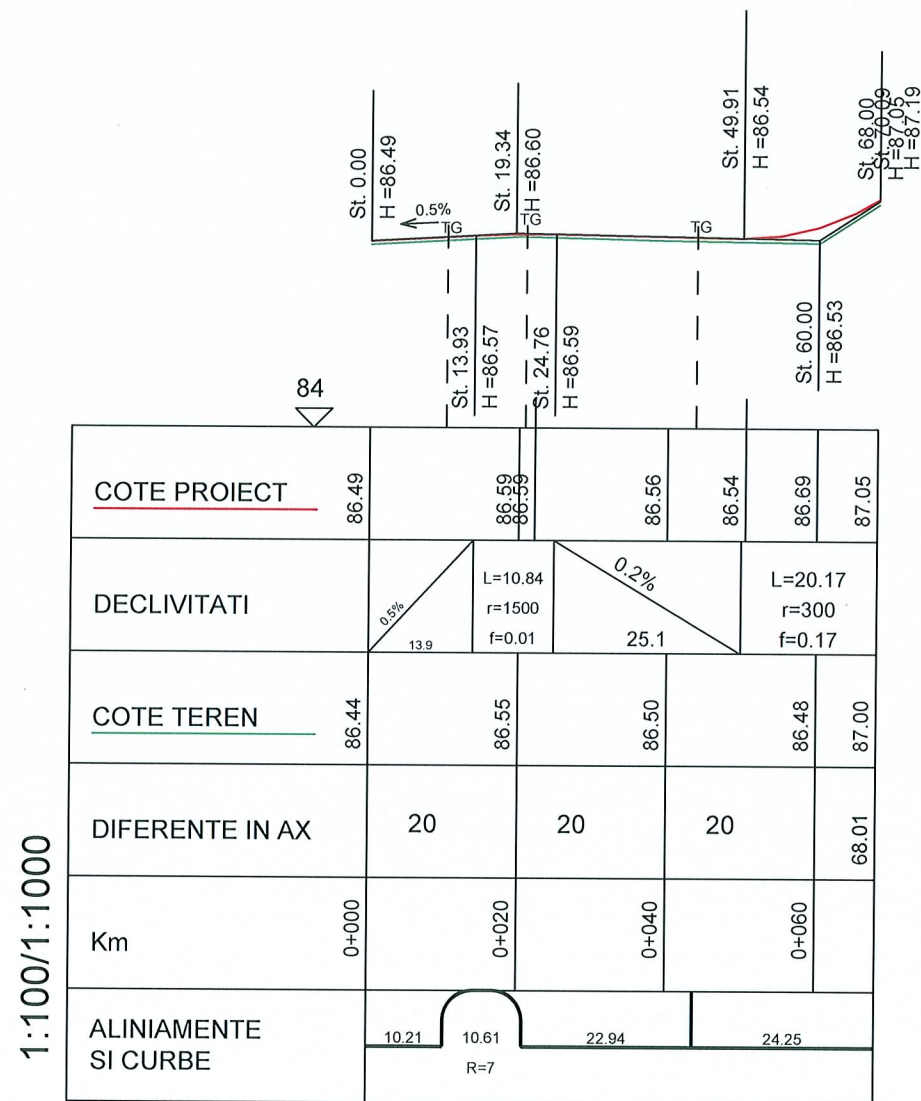 St. 0.00
H =86.49
0.5%
TG
St. 19.34
H =86.60
TG
TG
St. 49.91
H =86.54
St. 68.00
H =87.05
St. 70.09
H =87.19
St. 13.93
H =86.57
St. 24.76
H =86.59
St. 60.00
H =86.53
84
COTE PROIECT
86.49
86.59
86.59
86.56
86.54
86.69
87.05
DECLIVITATI
0.5%
13.9
L=10.84
r=1500
f=0.01
0.2%
25.1
L=20.17
r=300
f=0.17
COTE TEREN
86.44
86.55
86.50
86.48
87.00
DIFERENTE IN AX
20
20
20
68.01
Km
0+000
0+020
0+040
0+060
ALINIAMENTE
SI CURBE
10.21
10.61
R=7
22.94
24.25
1:100/1:1000